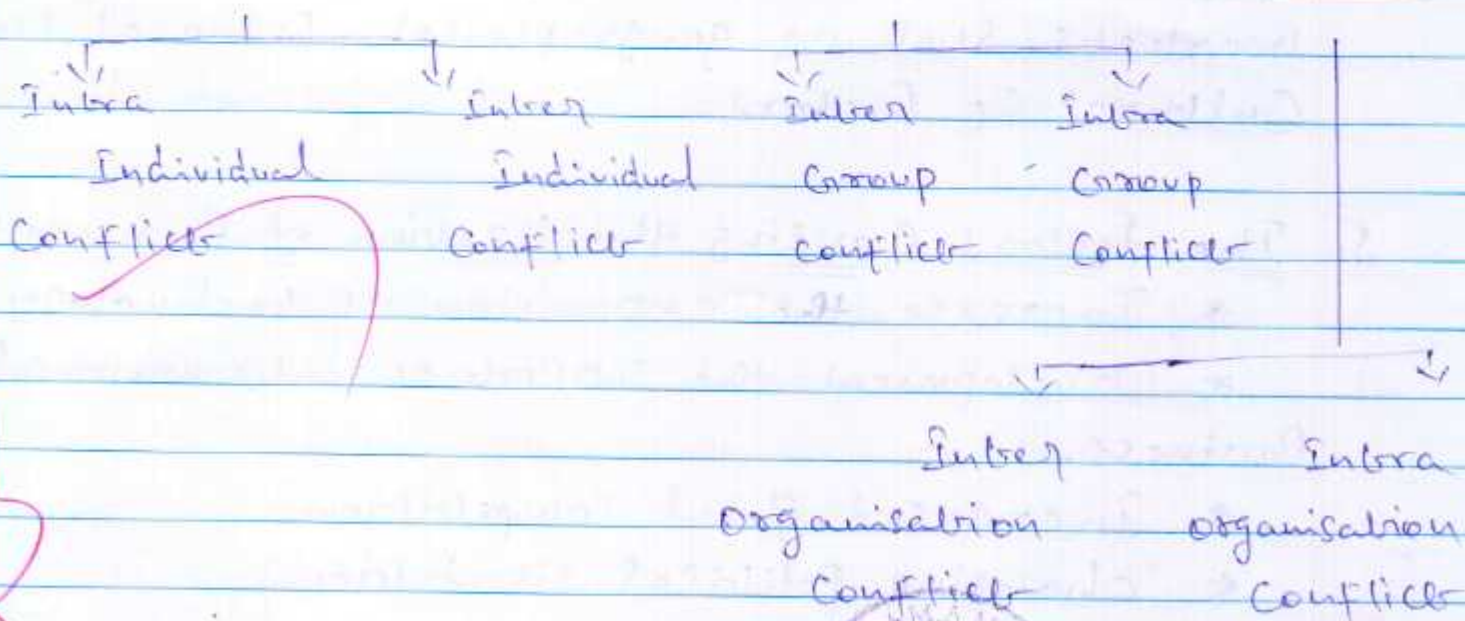 Intra Inter Inter Intra
Individual Individual Group Group
Conflict Conflict Conflict Conflict
Inter Intra
Organisation organisation
Conflict Conflict